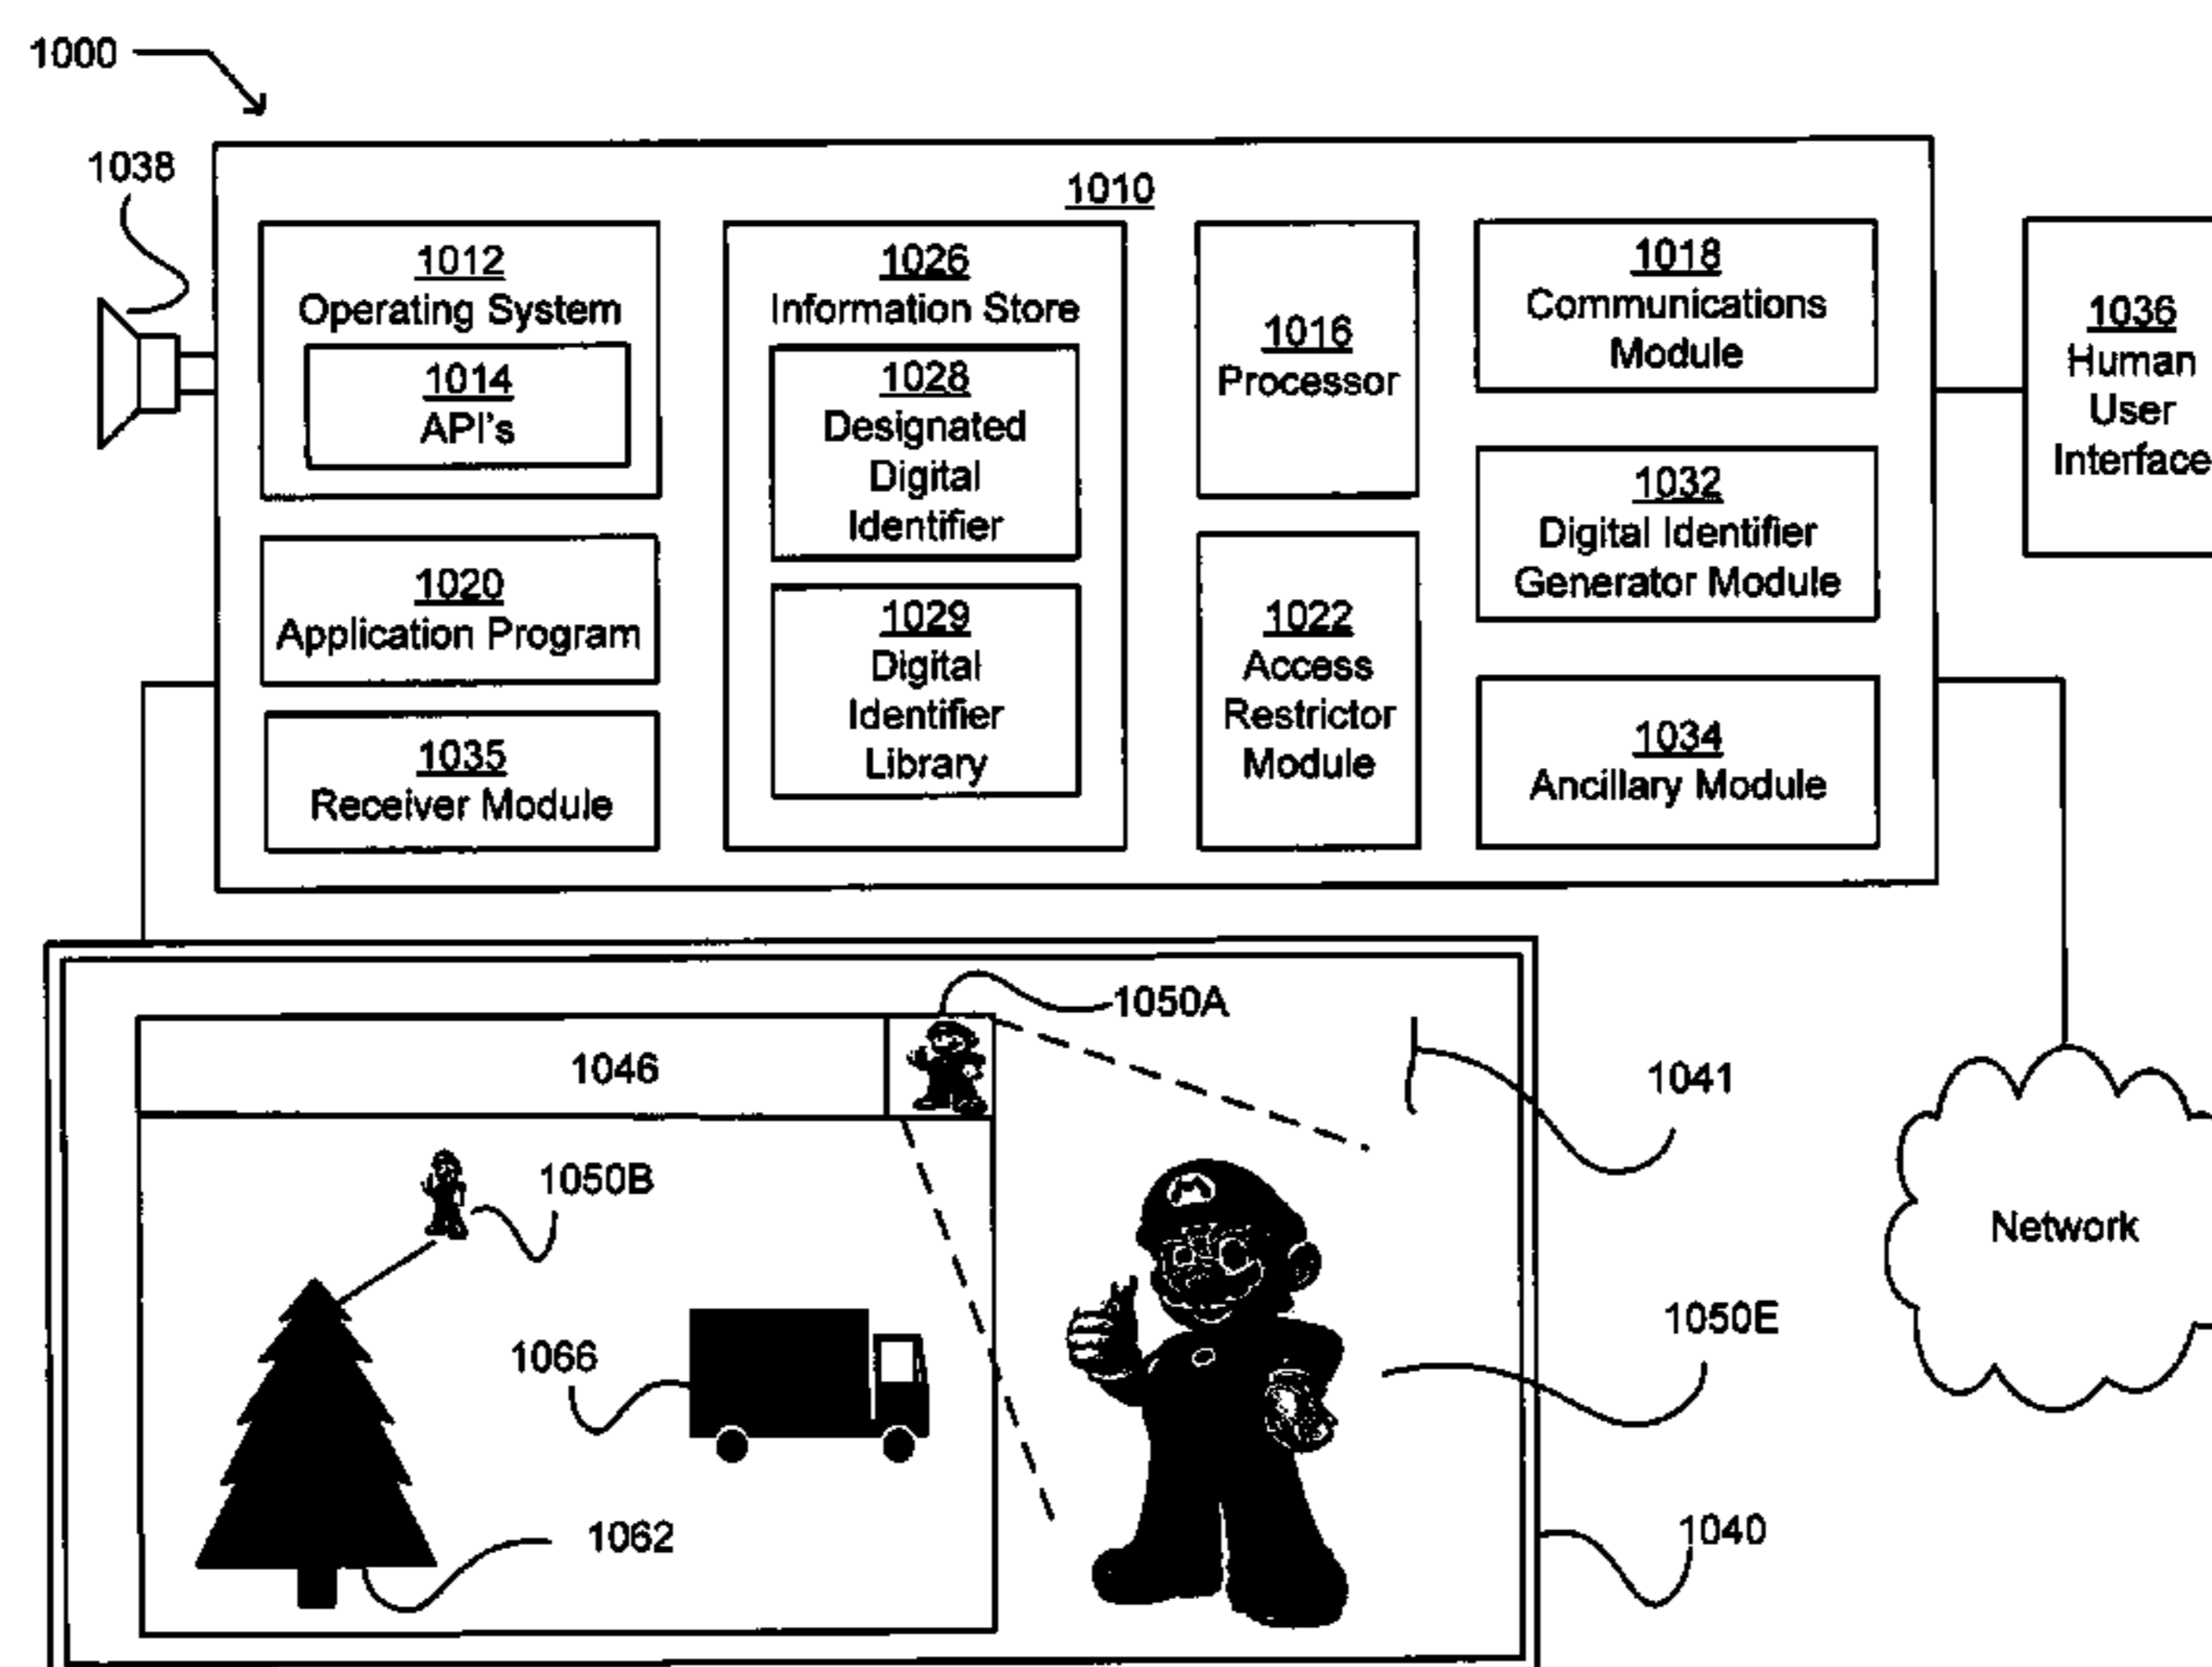 1000
1038
1010
1012
Operating System
1014
API's
1020
Application Program
1035
Receiver Module
1026
Information Store
1028
Designated
Digital
Identifier
1029
Digital
Identifier
Library
1016
Processor
1022
Access
Restrictor
Module
1018
Communications
Module
1032
Digital Identifier
Generator Module
1034
Ancillary Module
1036
Human
User
Interface
1050A
1046
1041
1050B
Network
1066
1050E
1062
1040
M